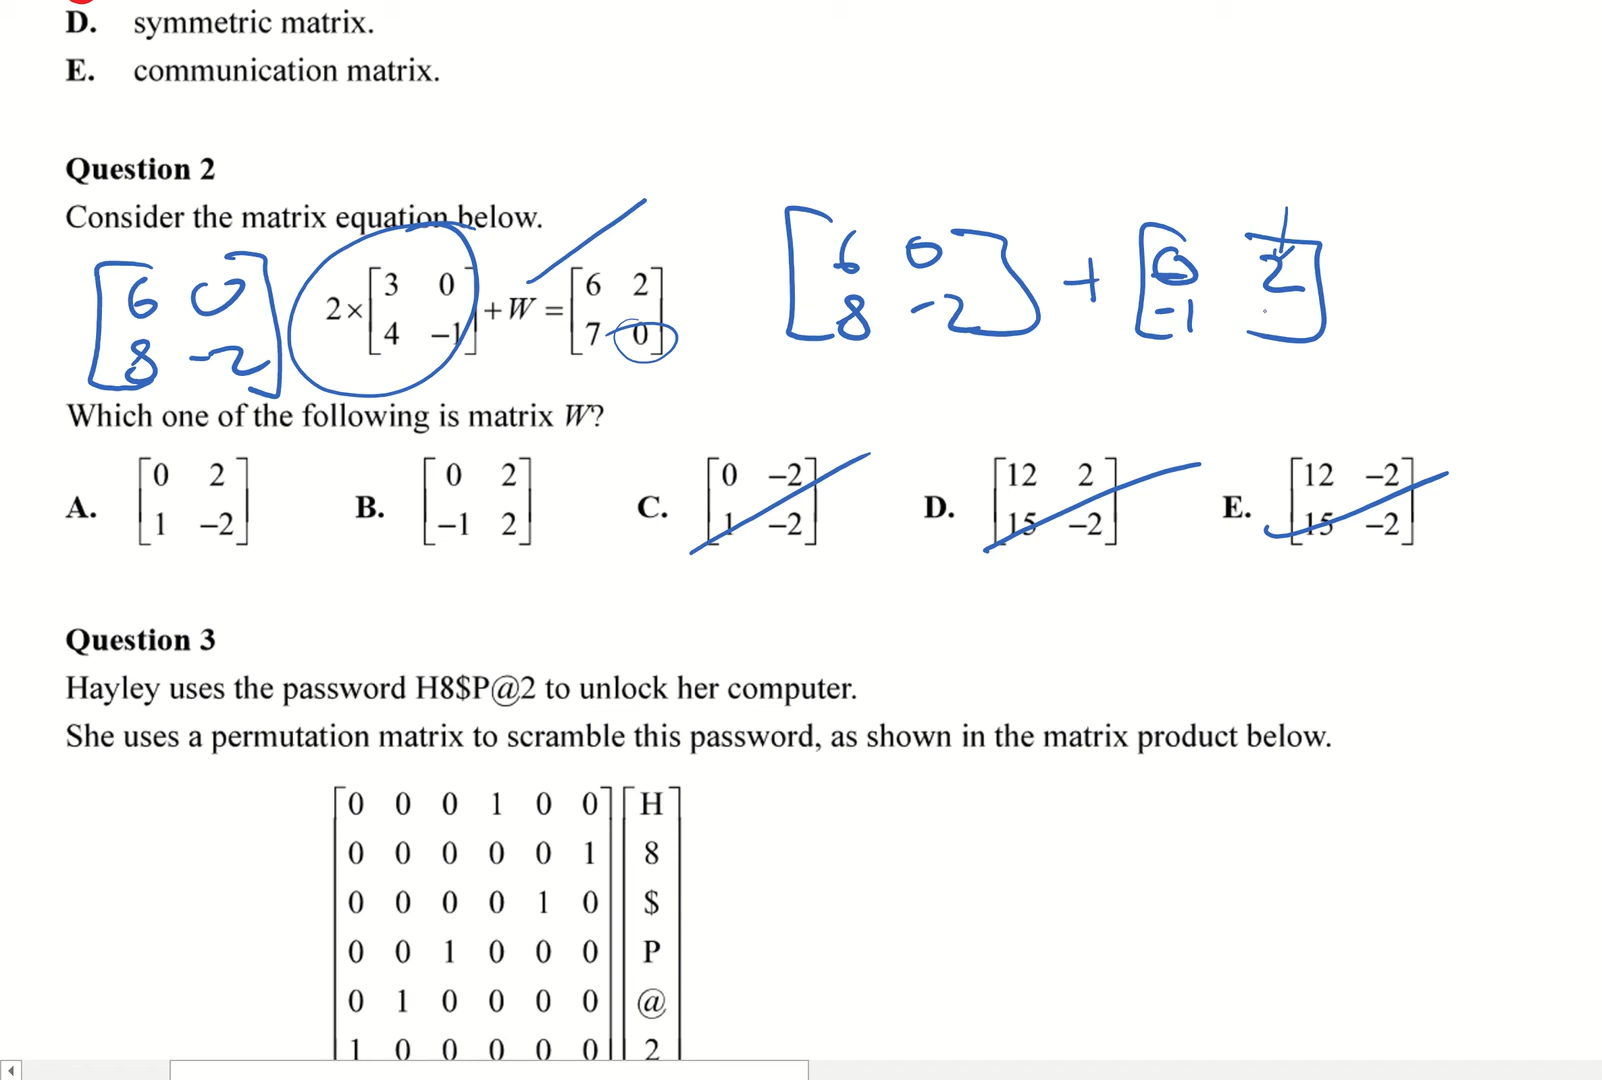 D. symmetric matrix.
E. communication matrix.
Question 2
Consider the matrix equation below.
6 0
8 -2
2× [3 0
4 −1] + W = [6 2
7 0]
6 0
8 -2
+
0 2
-1
Which one of the following is matrix W?
A. [0 2
1 −2]
B. [0 2
−1 2]
C. [0 −2
1 −2]
D. [12 2
15 −2]
E. [12 −2
15 −2]
Question 3
Hayley uses the password H8$P@2 to unlock her computer.
She uses a permutation matrix to scramble this password, as shown in the matrix product below.
0 0 0 1 0 0 H
0 0 0 0 0 1 8
0 0 0 0 1 0 $
0 0 1 0 0 0 P
0 1 0 0 0 0 @
1 0 0 0 0 0 2